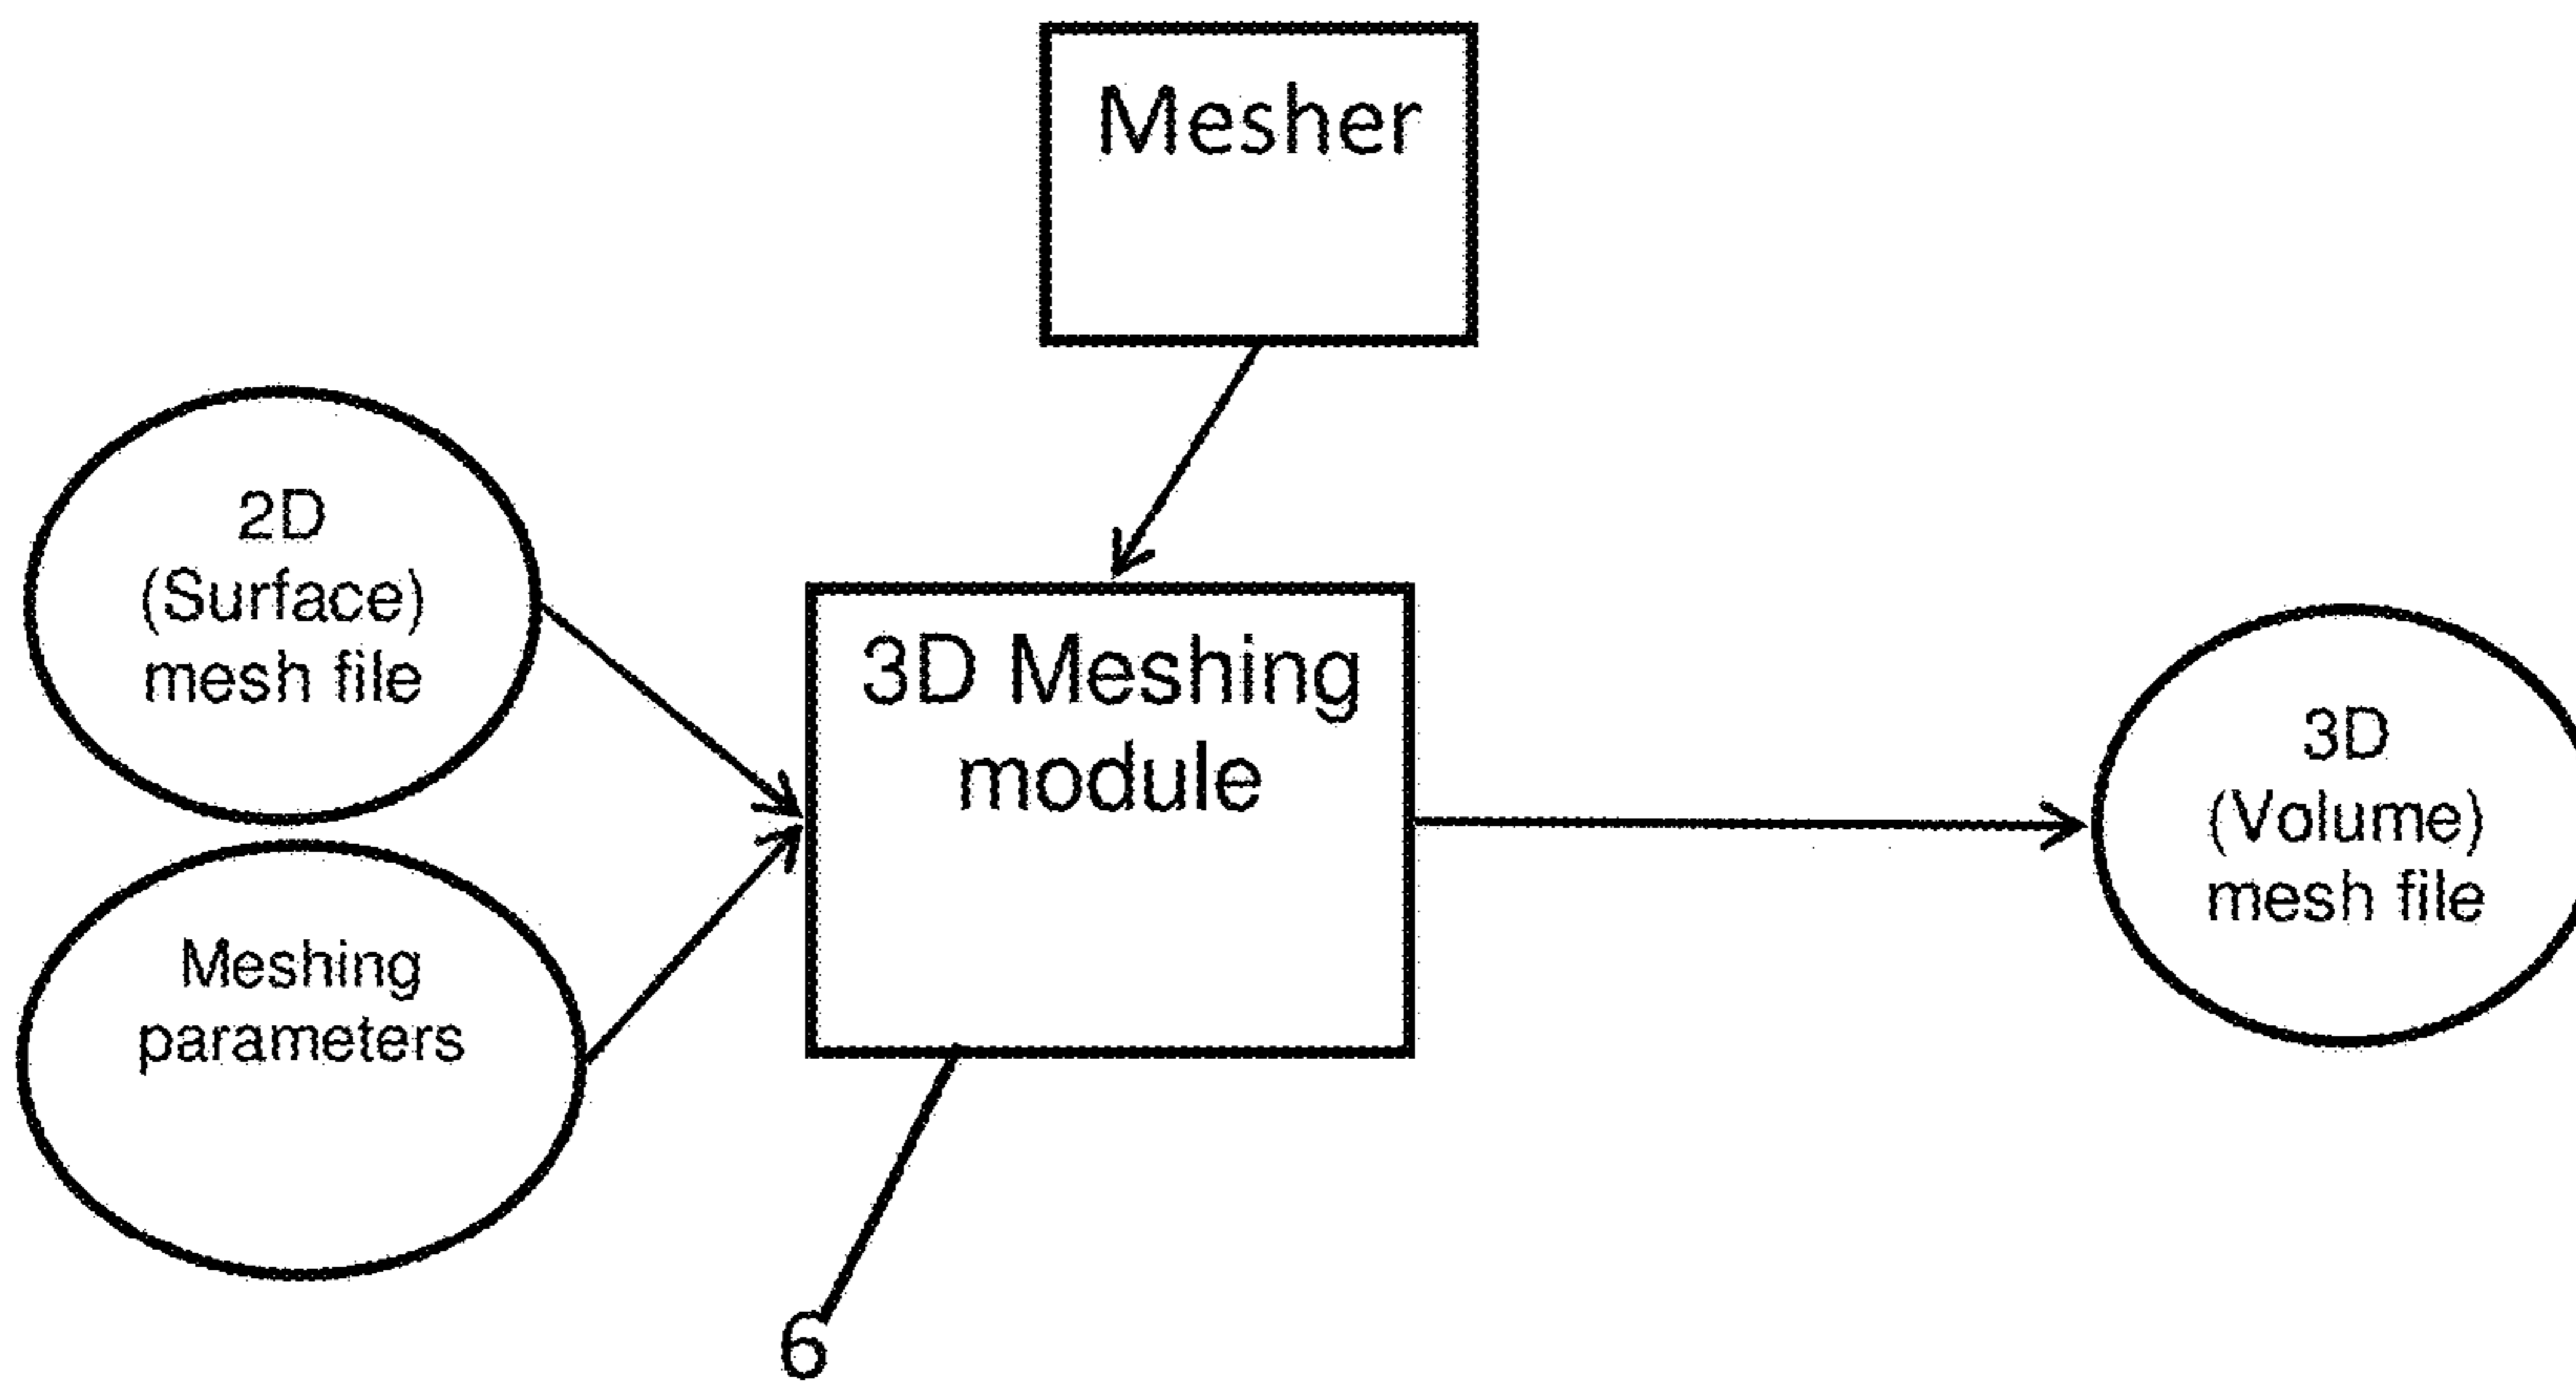 Mesher
2D
(Surface)
mesh file
3D Meshing
module
3D
(Volume)
mesh file
Meshing
parameters
6